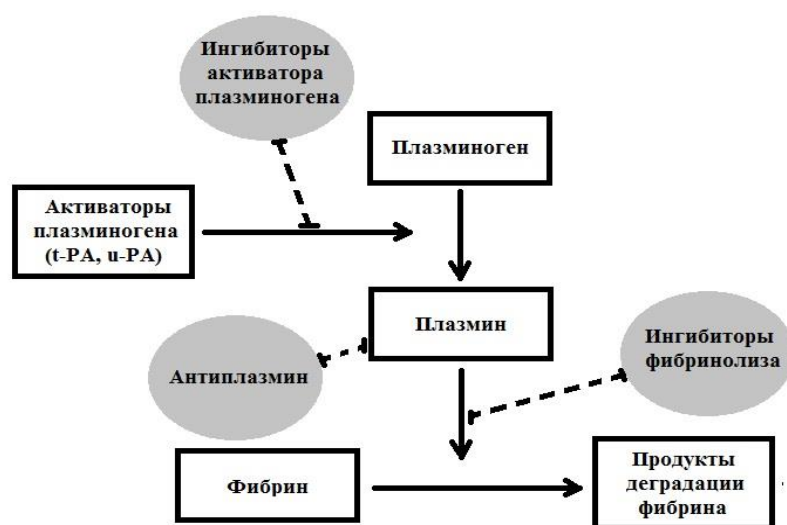 Ингибиторы
активатора
плазминогена
Плазминоген
Активаторы
плазминогена
(t-PA, u-PA)
Плазмин
Ингибиторы
фибринолиза
Антиплазмин
Фибрин
Продукты
деградации
фибрина